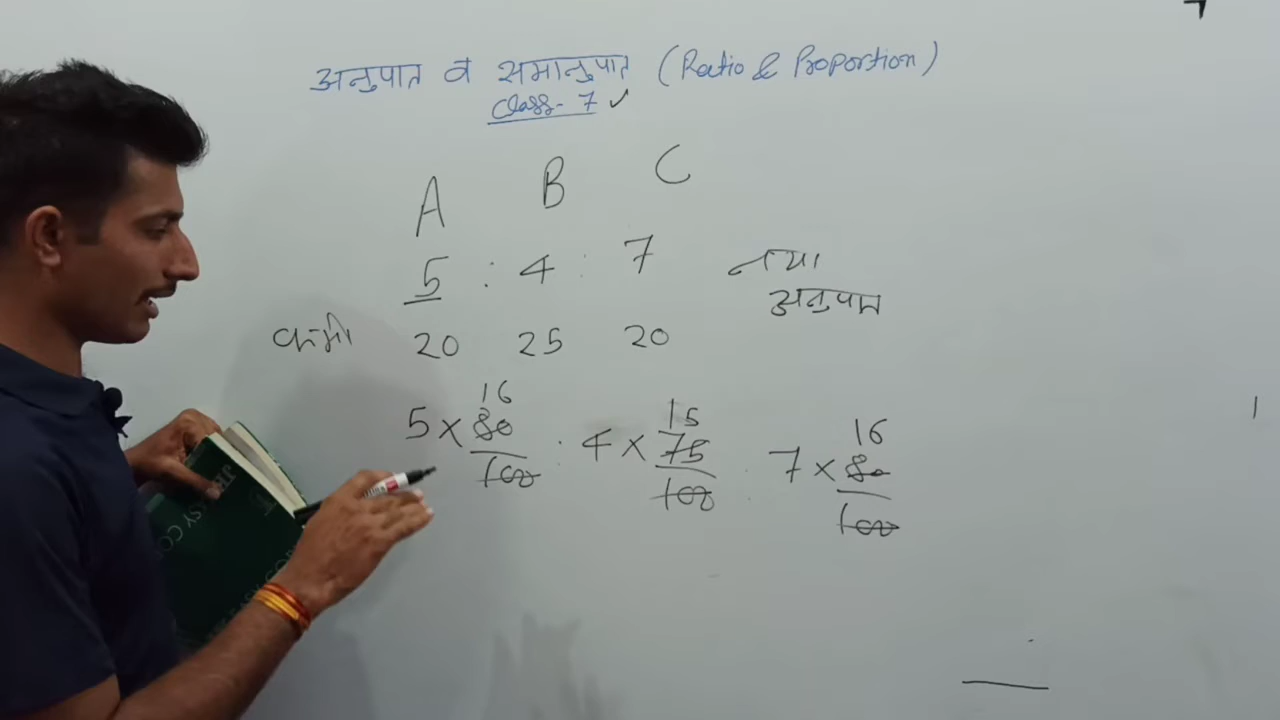 अनुपात व समानुपात (Ratio & Proportion)
Class- 7 ✓
A B C
5 : 4 : 7 नया
अनुपात
कमी 20 25 20
16 15 16
5 × 80 : 4 × 75 : 7 × 80
100 100 100